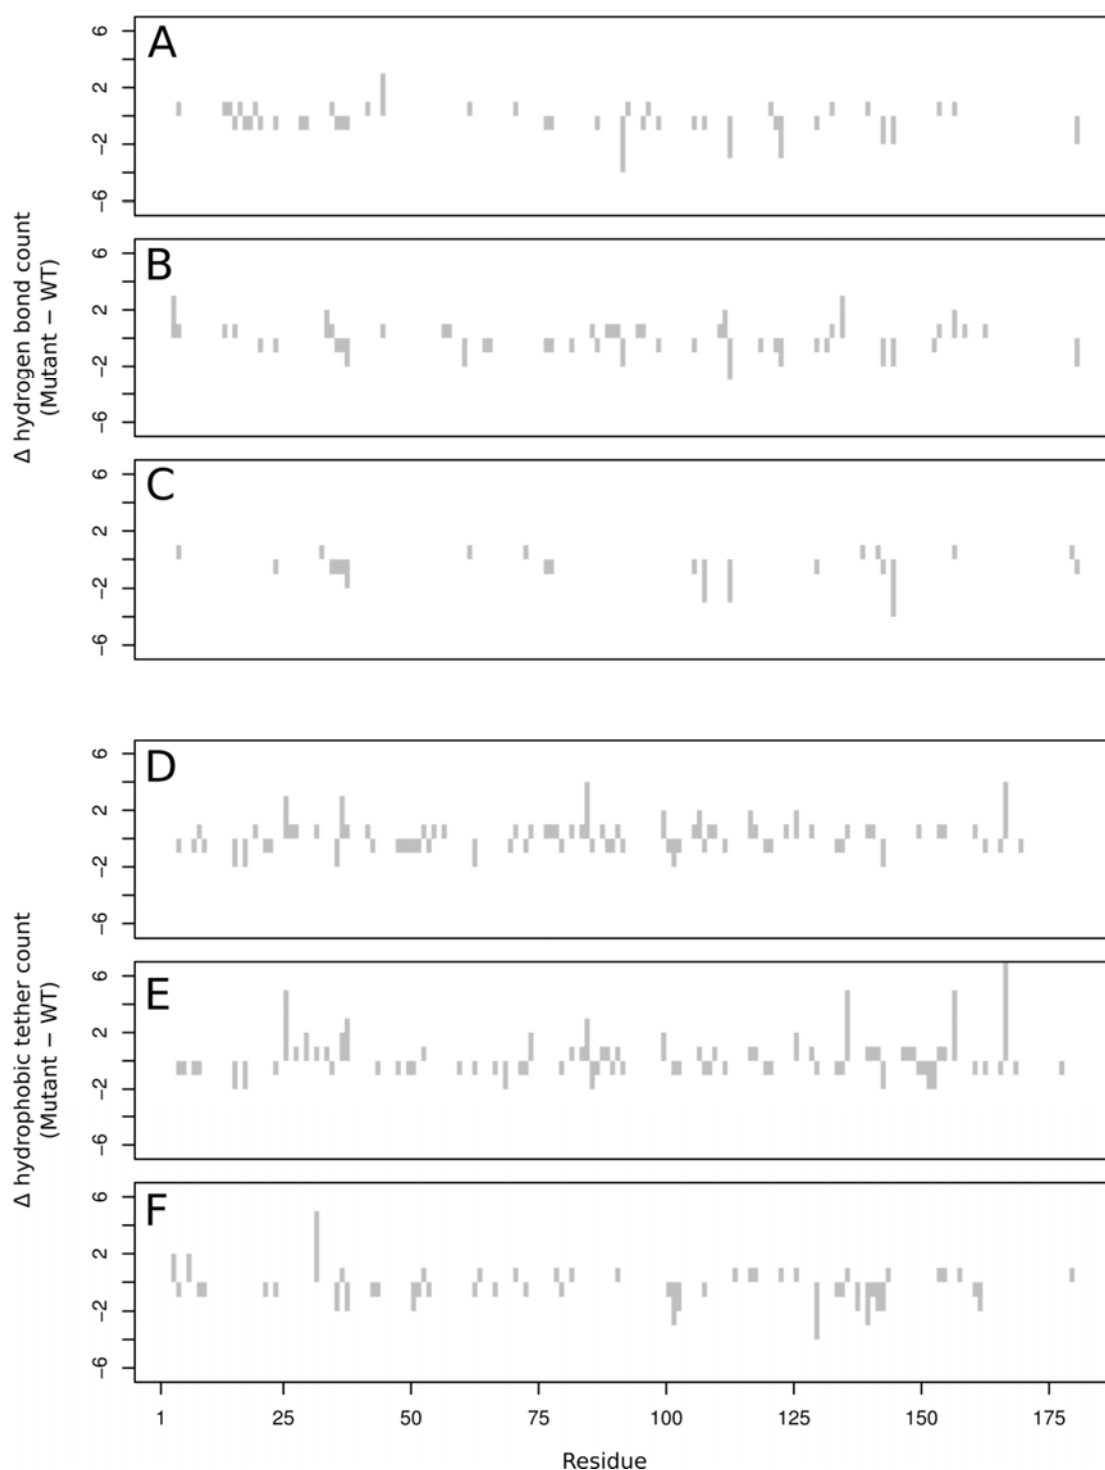 A
6
2
−2
−6
B
6
2
−2
−6
C
6
2
−2
−6
Δ hydrogen bond count
(Mutant − WT)
D
6
2
−2
−6
E
6
2
−2
−6
F
6
2
−2
−6
Δ hydrophobic tether count
(Mutant − WT)
1 25 50 75 100 125 150 175
Residue